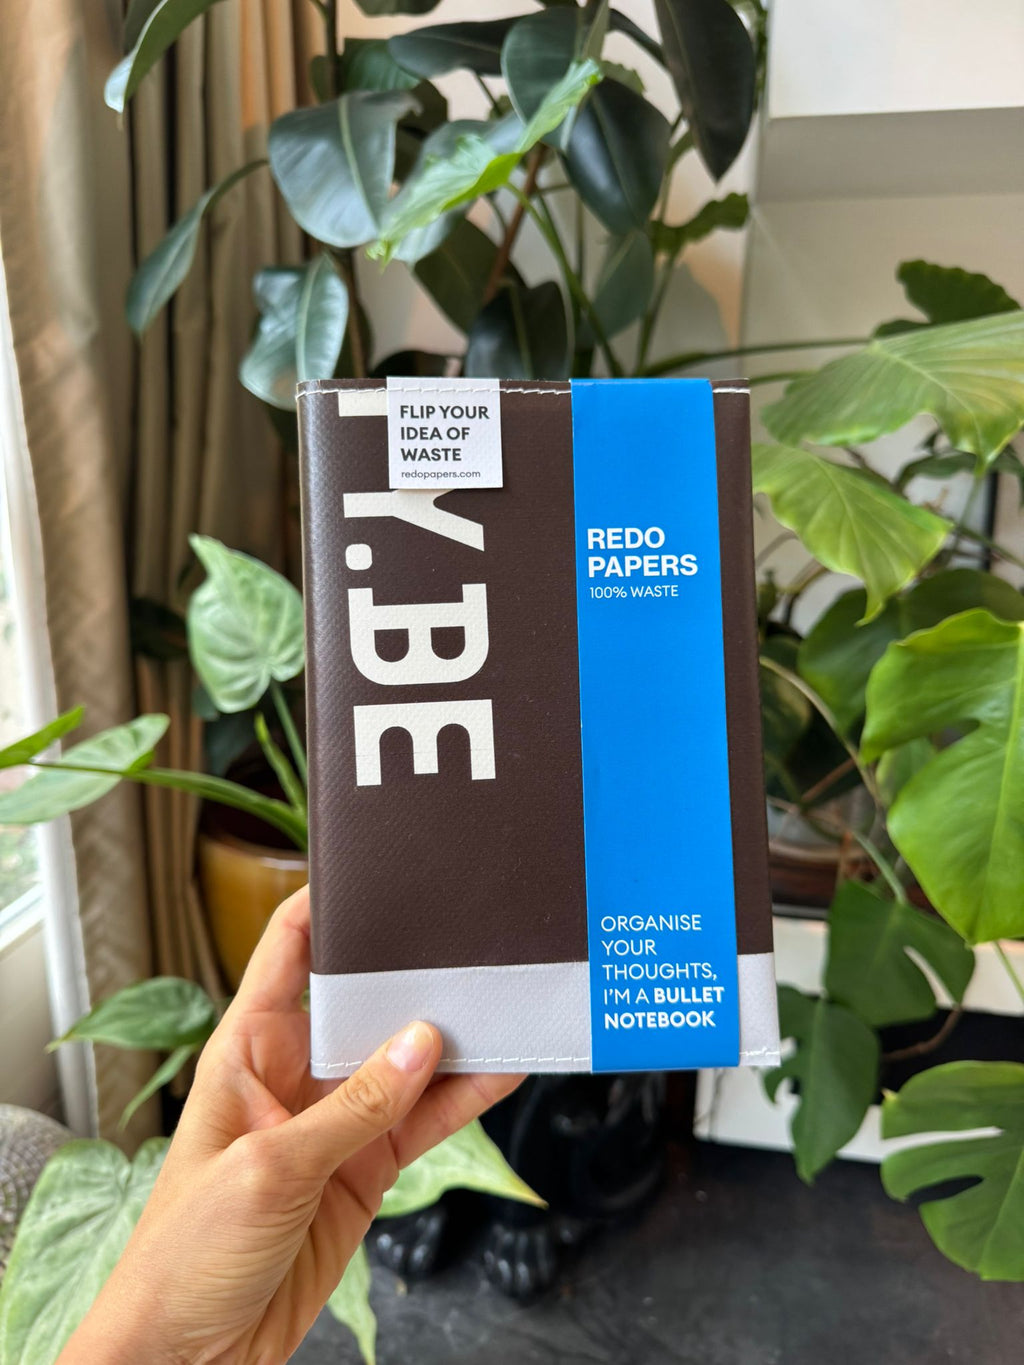 FLIP YOUR
IDEA OF
WASTE
redopapers.com
Y.BE
REDO
PAPERS
100% WASTE
ORGANISE
YOUR
THOUGHTS,
I'M A BULLET
NOTEBOOK